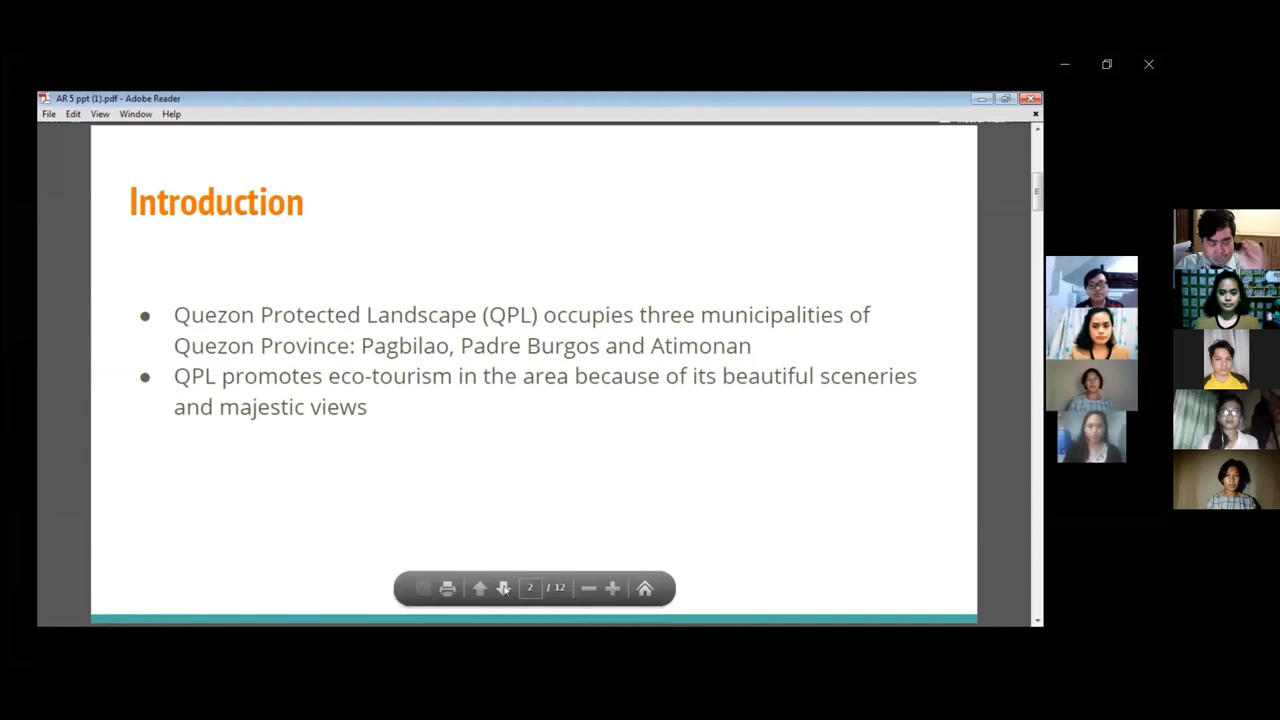 AR 5 ppt (1).pdf - Adobe Reader
File Edit View Window Help
Introduction
● Quezon Protected Landscape (QPL) occupies three municipalities of
Quezon Province: Pagbilao, Padre Burgos and Atimonan
● QPL promotes eco-tourism in the area because of its beautiful sceneries
and majestic views
2 / 12